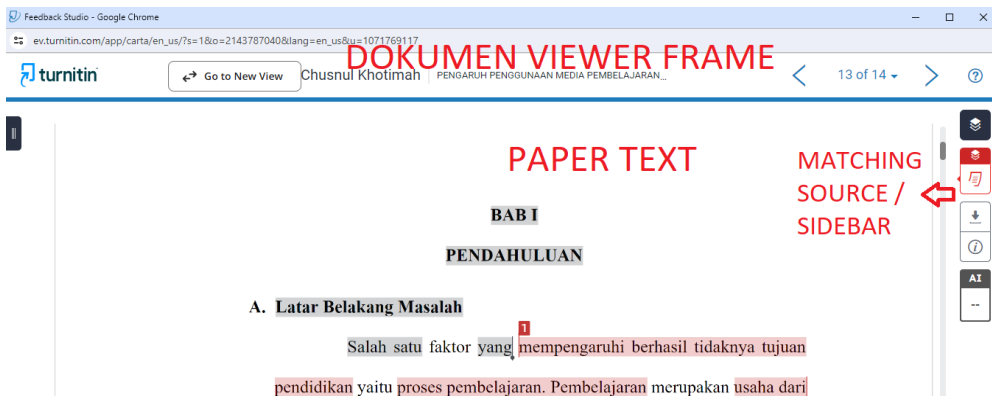 Feedback Studio - Google Chrome
ev.turnitin.com/app/carta/en_us/?s=1&o=2143787040&lang=en_us&u=1071769117
DOKUMEN VIEWER FRAME
turnitin
Go to New View
Chusnul Khotimah
PENGARUH PENGGUNAAN MEDIA PEMBELAJARAN...
13 of 14
?
PAPER TEXT
MATCHING
SOURCE /
SIDEBAR
BAB I
PENDAHULUAN
A. Latar Belakang Masalah
1
Salah satu faktor yang mempengaruhi berhasil tidaknya tujuan
pendidikan yaitu proses pembelajaran. Pembelajaran merupakan usaha dari
i
AI
--